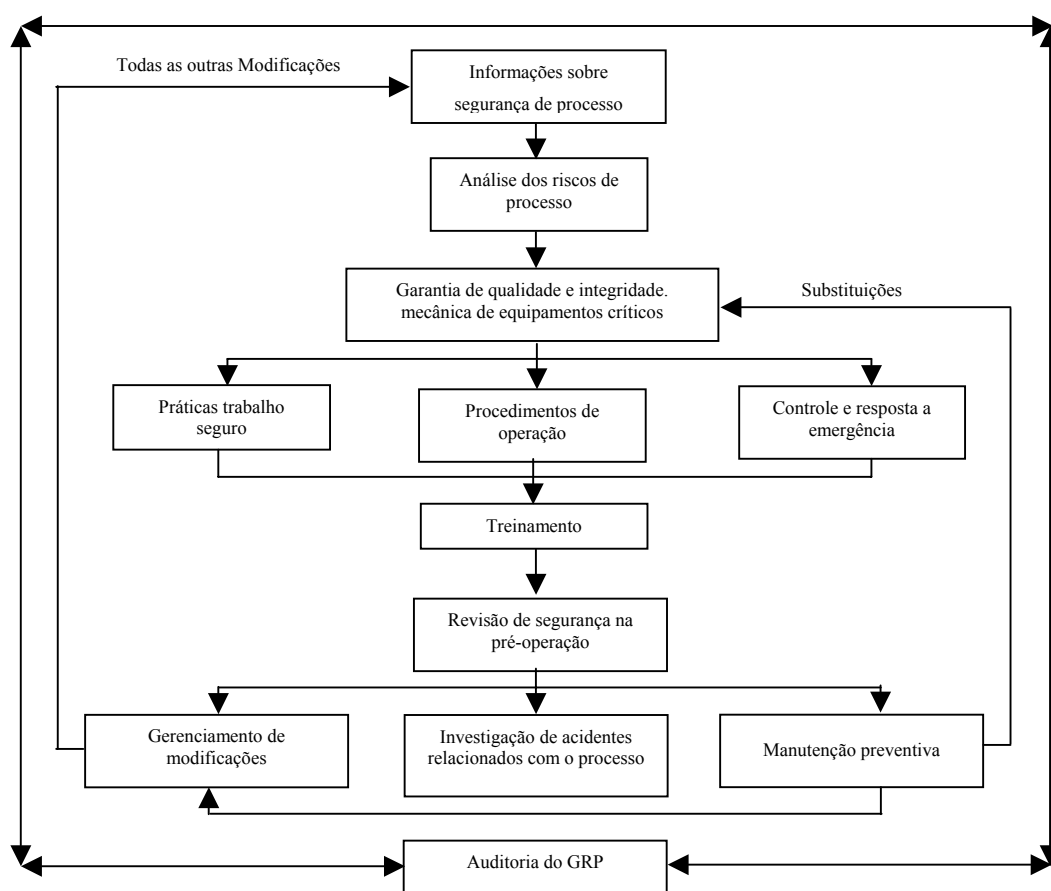 Todas as outras Modificações
Informações sobre
segurança de processo
Análise dos riscos de
processo
Garantia de qualidade e integridade.
mecânica de equipamentos críticos
Substituições
Práticas trabalho
seguro
Procedimentos de
operação
Controle e resposta a
emergência
Treinamento
Revisão de segurança na
pré-operação
Gerenciamento de
modificações
Investigação de acidentes
relacionados com o processo
Manutenção preventiva
Auditoria do GRP